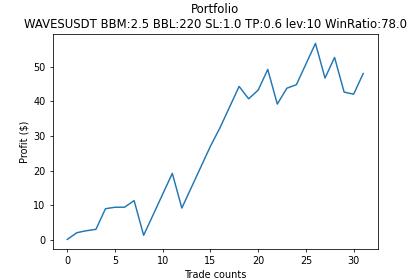 Portfolio
WAVESUSDT BBM:2.5 BBL:220 SL:1.0 TP:0.6 lev:10 WinRatio:78.0
50
40
30
20
10
0
Profit ($)
0 5 10 15 20 25 30
Trade counts